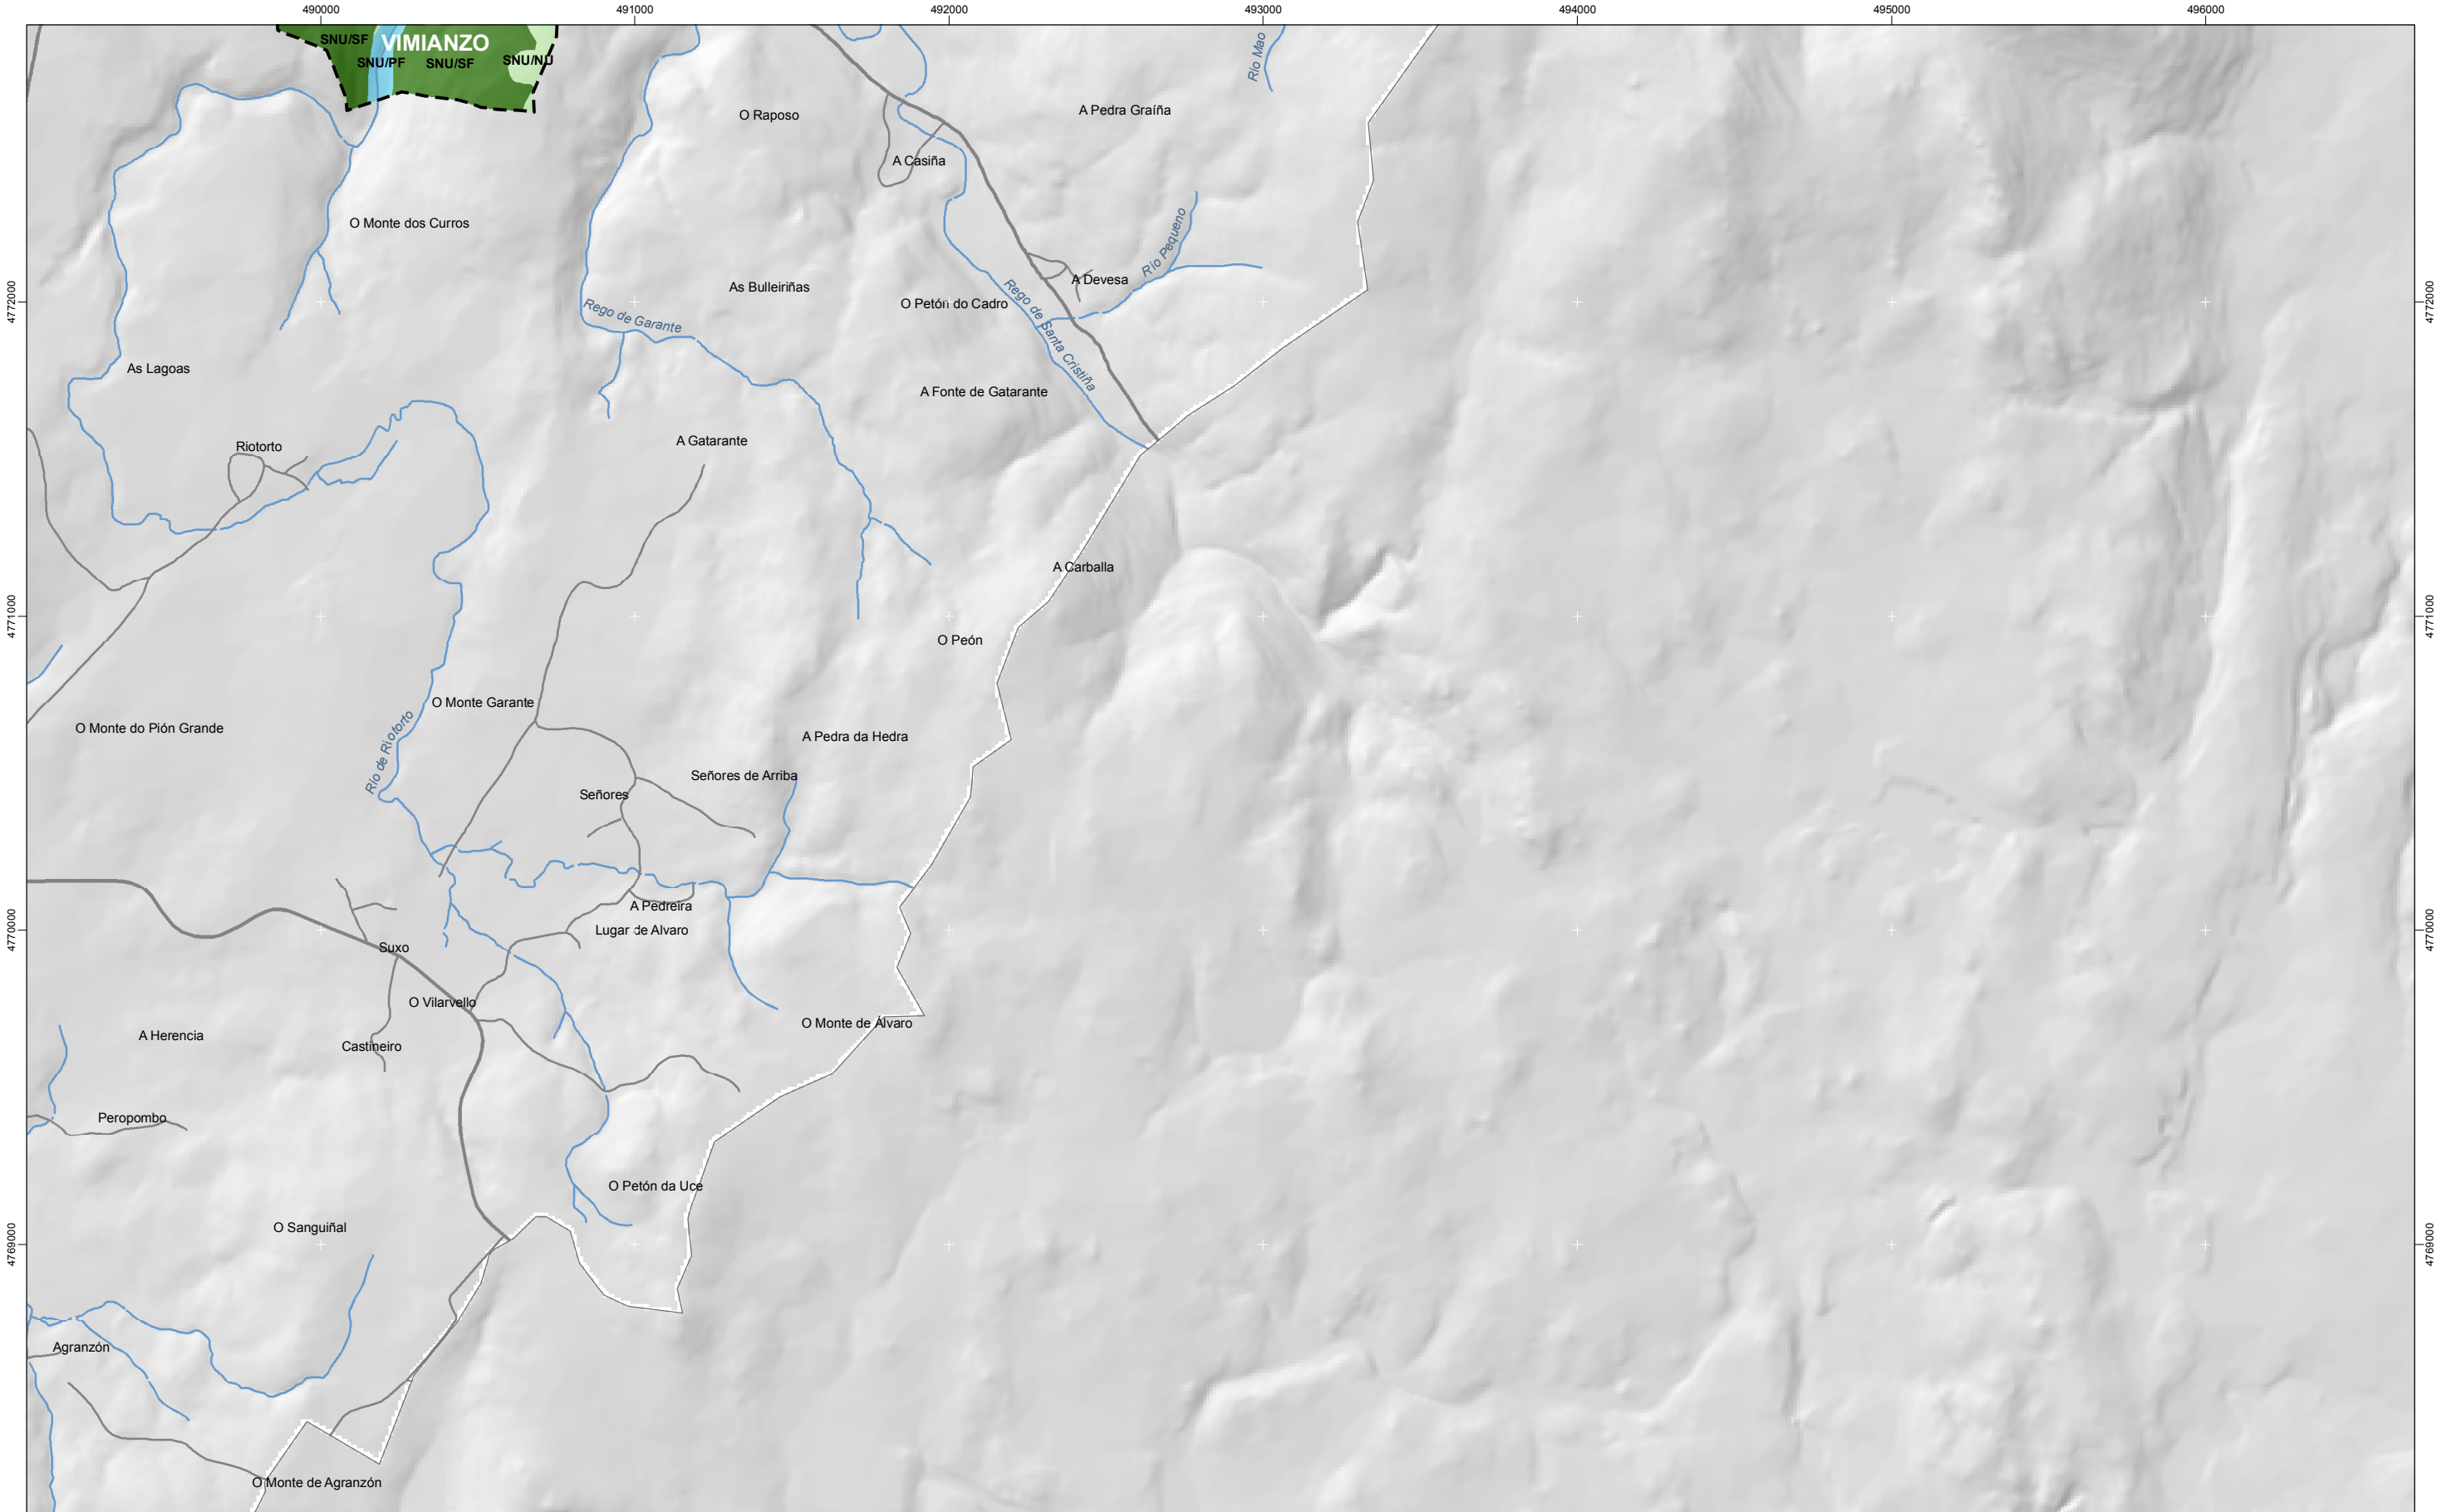 490000 491000 492000 493000 494000 495000 496000
VIMIANZO
SNU/SF
SNU/PF
SNU/SF
SNU/NU
Río Mao
O Raposo
A Pedra Graíña
A Casiña
O Monte dos Curros
Río Pequeno
A Devesa
As Bulleiriñas
O Petón do Cadro
4772000
4772000
Rego de Garante
Rego de Santa Cristiña
As Lagoas
A Fonte de Gatarante
A Gatarante
Riotorto
A Carballa
4771000
4771000
O Peón
O Monte Garante
O Monte do Pión Grande
A Pedra da Hedra
Río de Riotorto
Señores de Arriba
Señores
A Pedreira
4770000
Lugar de Alvaro
4770000
Suxo
O Vilarvello
O Monte de Álvaro
A Herencia
Castineiro
Peropombo
O Petón da Uce
O Sanguiñal
4769000
4769000
Agranzón
O Monte de Agranzón